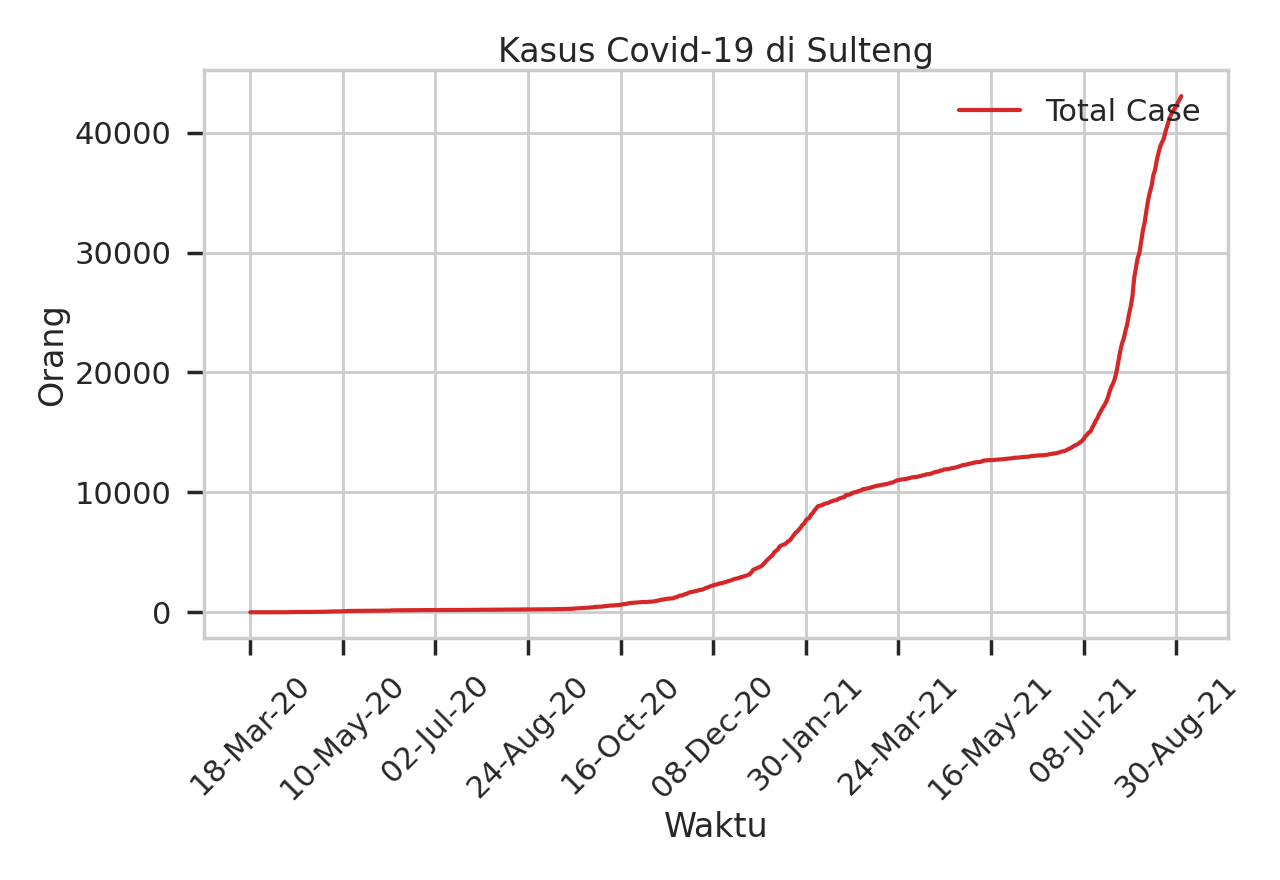 Kasus Covid-19 di Sulteng
Total Case
Orang
40000
30000
20000
10000
0
18-Mar-20
10-May-20
02-Jul-20
24-Aug-20
16-Oct-20
08-Dec-20
30-Jan-21
24-Mar-21
16-May-21
08-Jul-21
30-Aug-21
Waktu